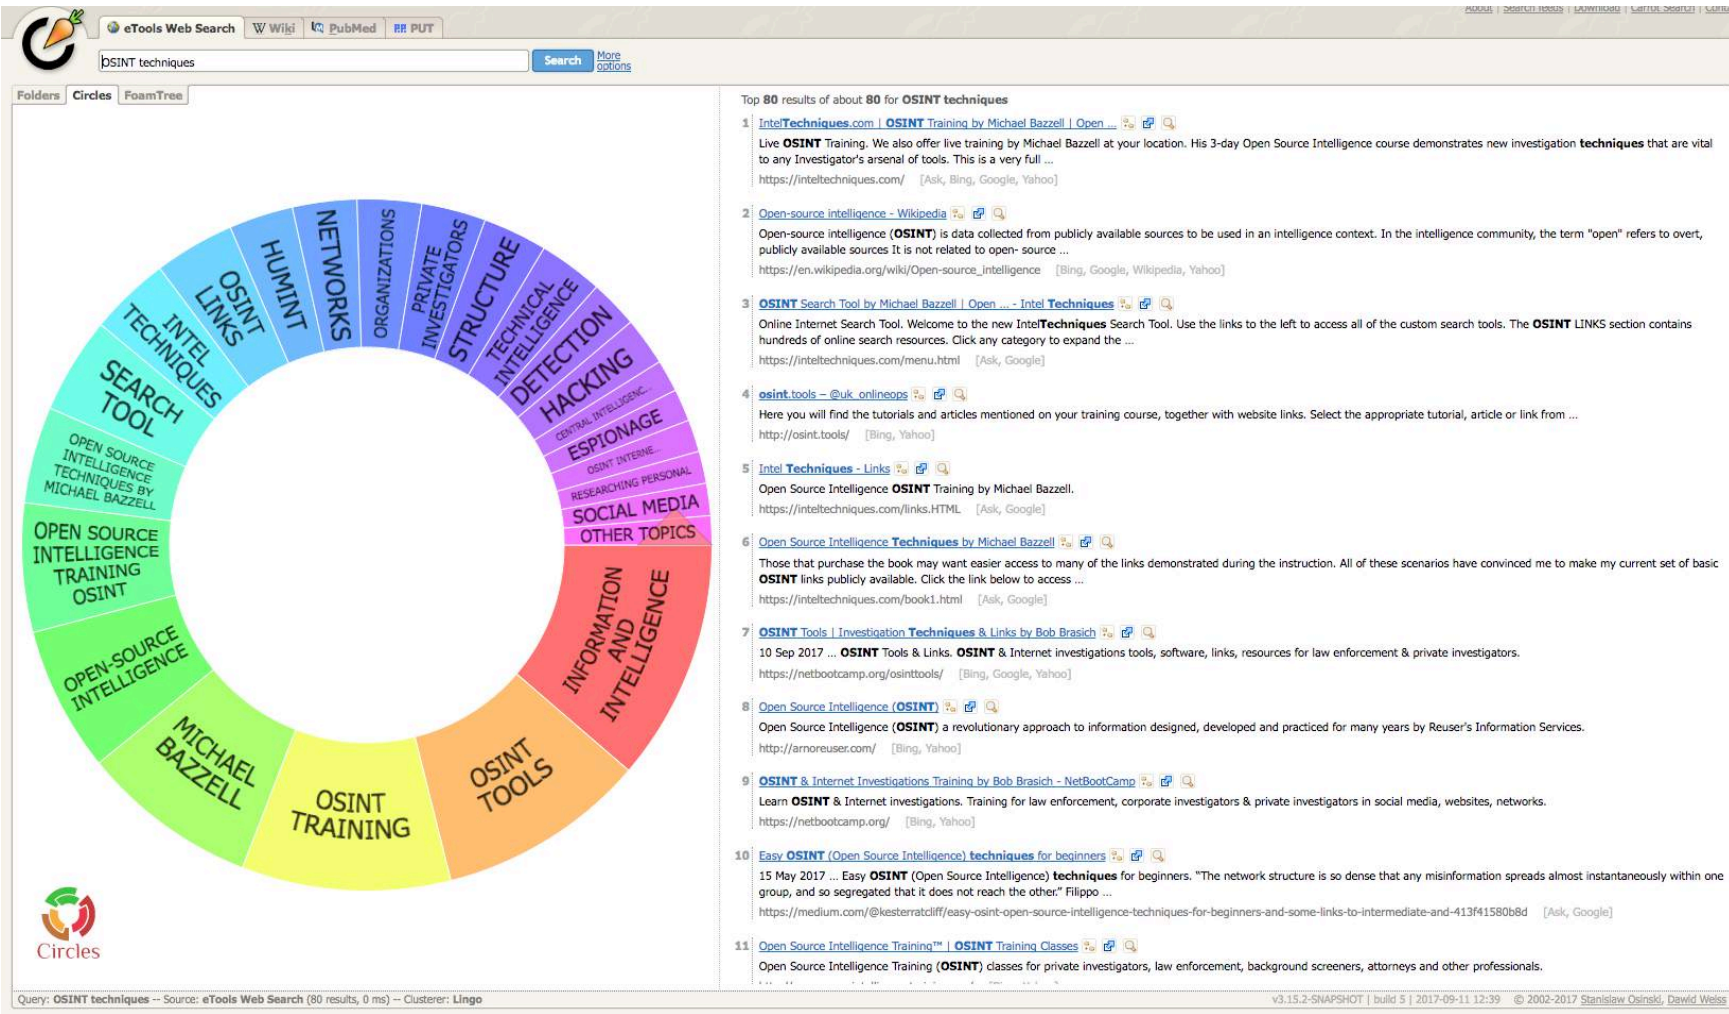 About | Search feeds | Download | Carrot Search |
eTools Web Search Wiki PubMed PUT
OSINT techniques Search More options
Folders Circles FoamTree
NETWORKS
ORGANIZATIONS
PRIVATE INVESTIGATORS
STRUCTURE
TECHNICAL INTELLIGENCE
DETECTION
HACKING
CENTRAL INTELLIGENC...
ESPIONAGE
OSINT INTERNE...
RESEARCHING PERSONAL
SOCIAL MEDIA
OTHER TOPICS
INFORMATION AND INTELLIGENCE
OSINT TOOLS
OSINT TRAINING
MICHAEL BAZZELL
OPEN-SOURCE INTELLIGENCE
OPEN SOURCE INTELLIGENCE TRAINING OSINT
OPEN SOURCE INTELLIGENCE TECHNIQUES BY MICHAEL BAZZELL
SEARCH TOOL
INTEL TECHNIQUES
OSINT LINKS
HUMINT
Circles
Top 80 results of about 80 for OSINT techniques
1 IntelTechniques.com | OSINT Training by Michael Bazzell | Open ...
Live OSINT Training. We also offer live training by Michael Bazzell at your location. His 3-day Open Source Intelligence course demonstrates new investigation techniques that are vital
to any Investigator's arsenal of tools. This is a very full ...
https://inteltechniques.com/ [Ask, Bing, Google, Yahoo]
2 Open-source intelligence - Wikipedia
Open-source intelligence (OSINT) is data collected from publicly available sources to be used in an intelligence context. In the intelligence community, the term "open" refers to overt,
publicly available sources It is not related to open- source ...
https://en.wikipedia.org/wiki/Open-source_intelligence [Bing, Google, Wikipedia, Yahoo]
3 OSINT Search Tool by Michael Bazzell | Open ... - Intel Techniques
Online Internet Search Tool. Welcome to the new IntelTechniques Search Tool. Use the links to the left to access all of the custom search tools. The OSINT LINKS section contains
hundreds of online search resources. Click any category to expand the ...
https://inteltechniques.com/menu.html [Ask, Google]
4 osint.tools – @uk_onlineops
Here you will find the tutorials and articles mentioned on your training course, together with website links. Select the appropriate tutorial, article or link from ...
http://osint.tools/ [Bing, Yahoo]
5 Intel Techniques - Links
Open Source Intelligence OSINT Training by Michael Bazzell.
https://inteltechniques.com/links.HTML [Ask, Google]
6 Open Source Intelligence Techniques by Michael Bazzell
Those that purchase the book may want easier access to many of the links demonstrated during the instruction. All of these scenarios have convinced me to make my current set of basic
OSINT links publicly available. Click the link below to access ...
https://inteltechniques.com/book1.html [Ask, Google]
7 OSINT Tools | Investigation Techniques & Links by Bob Brasich
10 Sep 2017 ... OSINT Tools & Links. OSINT & Internet investigations tools, software, links, resources for law enforcement & private investigators.
https://netbootcamp.org/osinttools/ [Bing, Google, Yahoo]
8 Open Source Intelligence (OSINT)
Open Source Intelligence (OSINT) a revolutionary approach to information designed, developed and practiced for many years by Reuser's Information Services.
http://arnoreuser.com/ [Bing, Yahoo]
9 OSINT & Internet Investigations Training by Bob Brasich - NetBootCamp
Learn OSINT & Internet investigations. Training for law enforcement, corporate investigators & private investigators in social media, websites, networks.
https://netbootcamp.org/ [Bing, Yahoo]
10 Easy OSINT (Open Source Intelligence) techniques for beginners
15 May 2017 ... Easy OSINT (Open Source Intelligence) techniques for beginners. "The network structure is so dense that any misinformation spreads almost instantaneously within one
group, and so segregated that it does not reach the other." Filippo ...
https://medium.com/@kesterratcliff/easy-osint-open-source-intelligence-techniques-for-beginners-and-some-links-to-intermediate-and-413f41580b8d [Ask, Google]
11 Open Source Intelligence Training™ | OSINT Training Classes
Open Source Intelligence Training (OSINT) classes for private investigators, law enforcement, background screeners, attorneys and other professionals.
Query: OSINT techniques -- Source: eTools Web Search (80 results, 0 ms) -- Clusterer: Lingo
v3.15.2-SNAPSHOT | build 5 | 2017-09-11 12:39 © 2002-2017 Stanislaw Osinski, Dawid Weiss